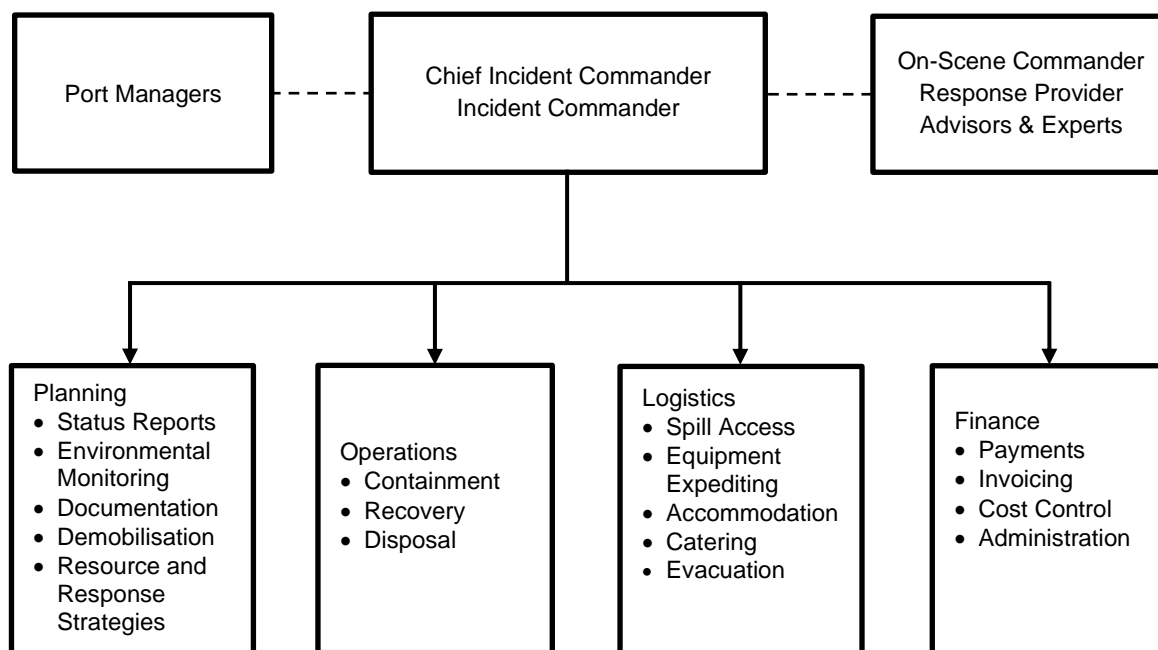 Port Managers
Chief Incident Commander
Incident Commander
On-Scene Commander
Response Provider
Advisors & Experts
Planning
• Status Reports
• Environmental
Monitoring
• Documentation
• Demobilisation
• Resource and
Response
Strategies
Operations
• Containment
• Recovery
• Disposal
Logistics
• Spill Access
• Equipment
Expediting
• Accommodation
• Catering
• Evacuation
Finance
• Payments
• Invoicing
• Cost Control
• Administration